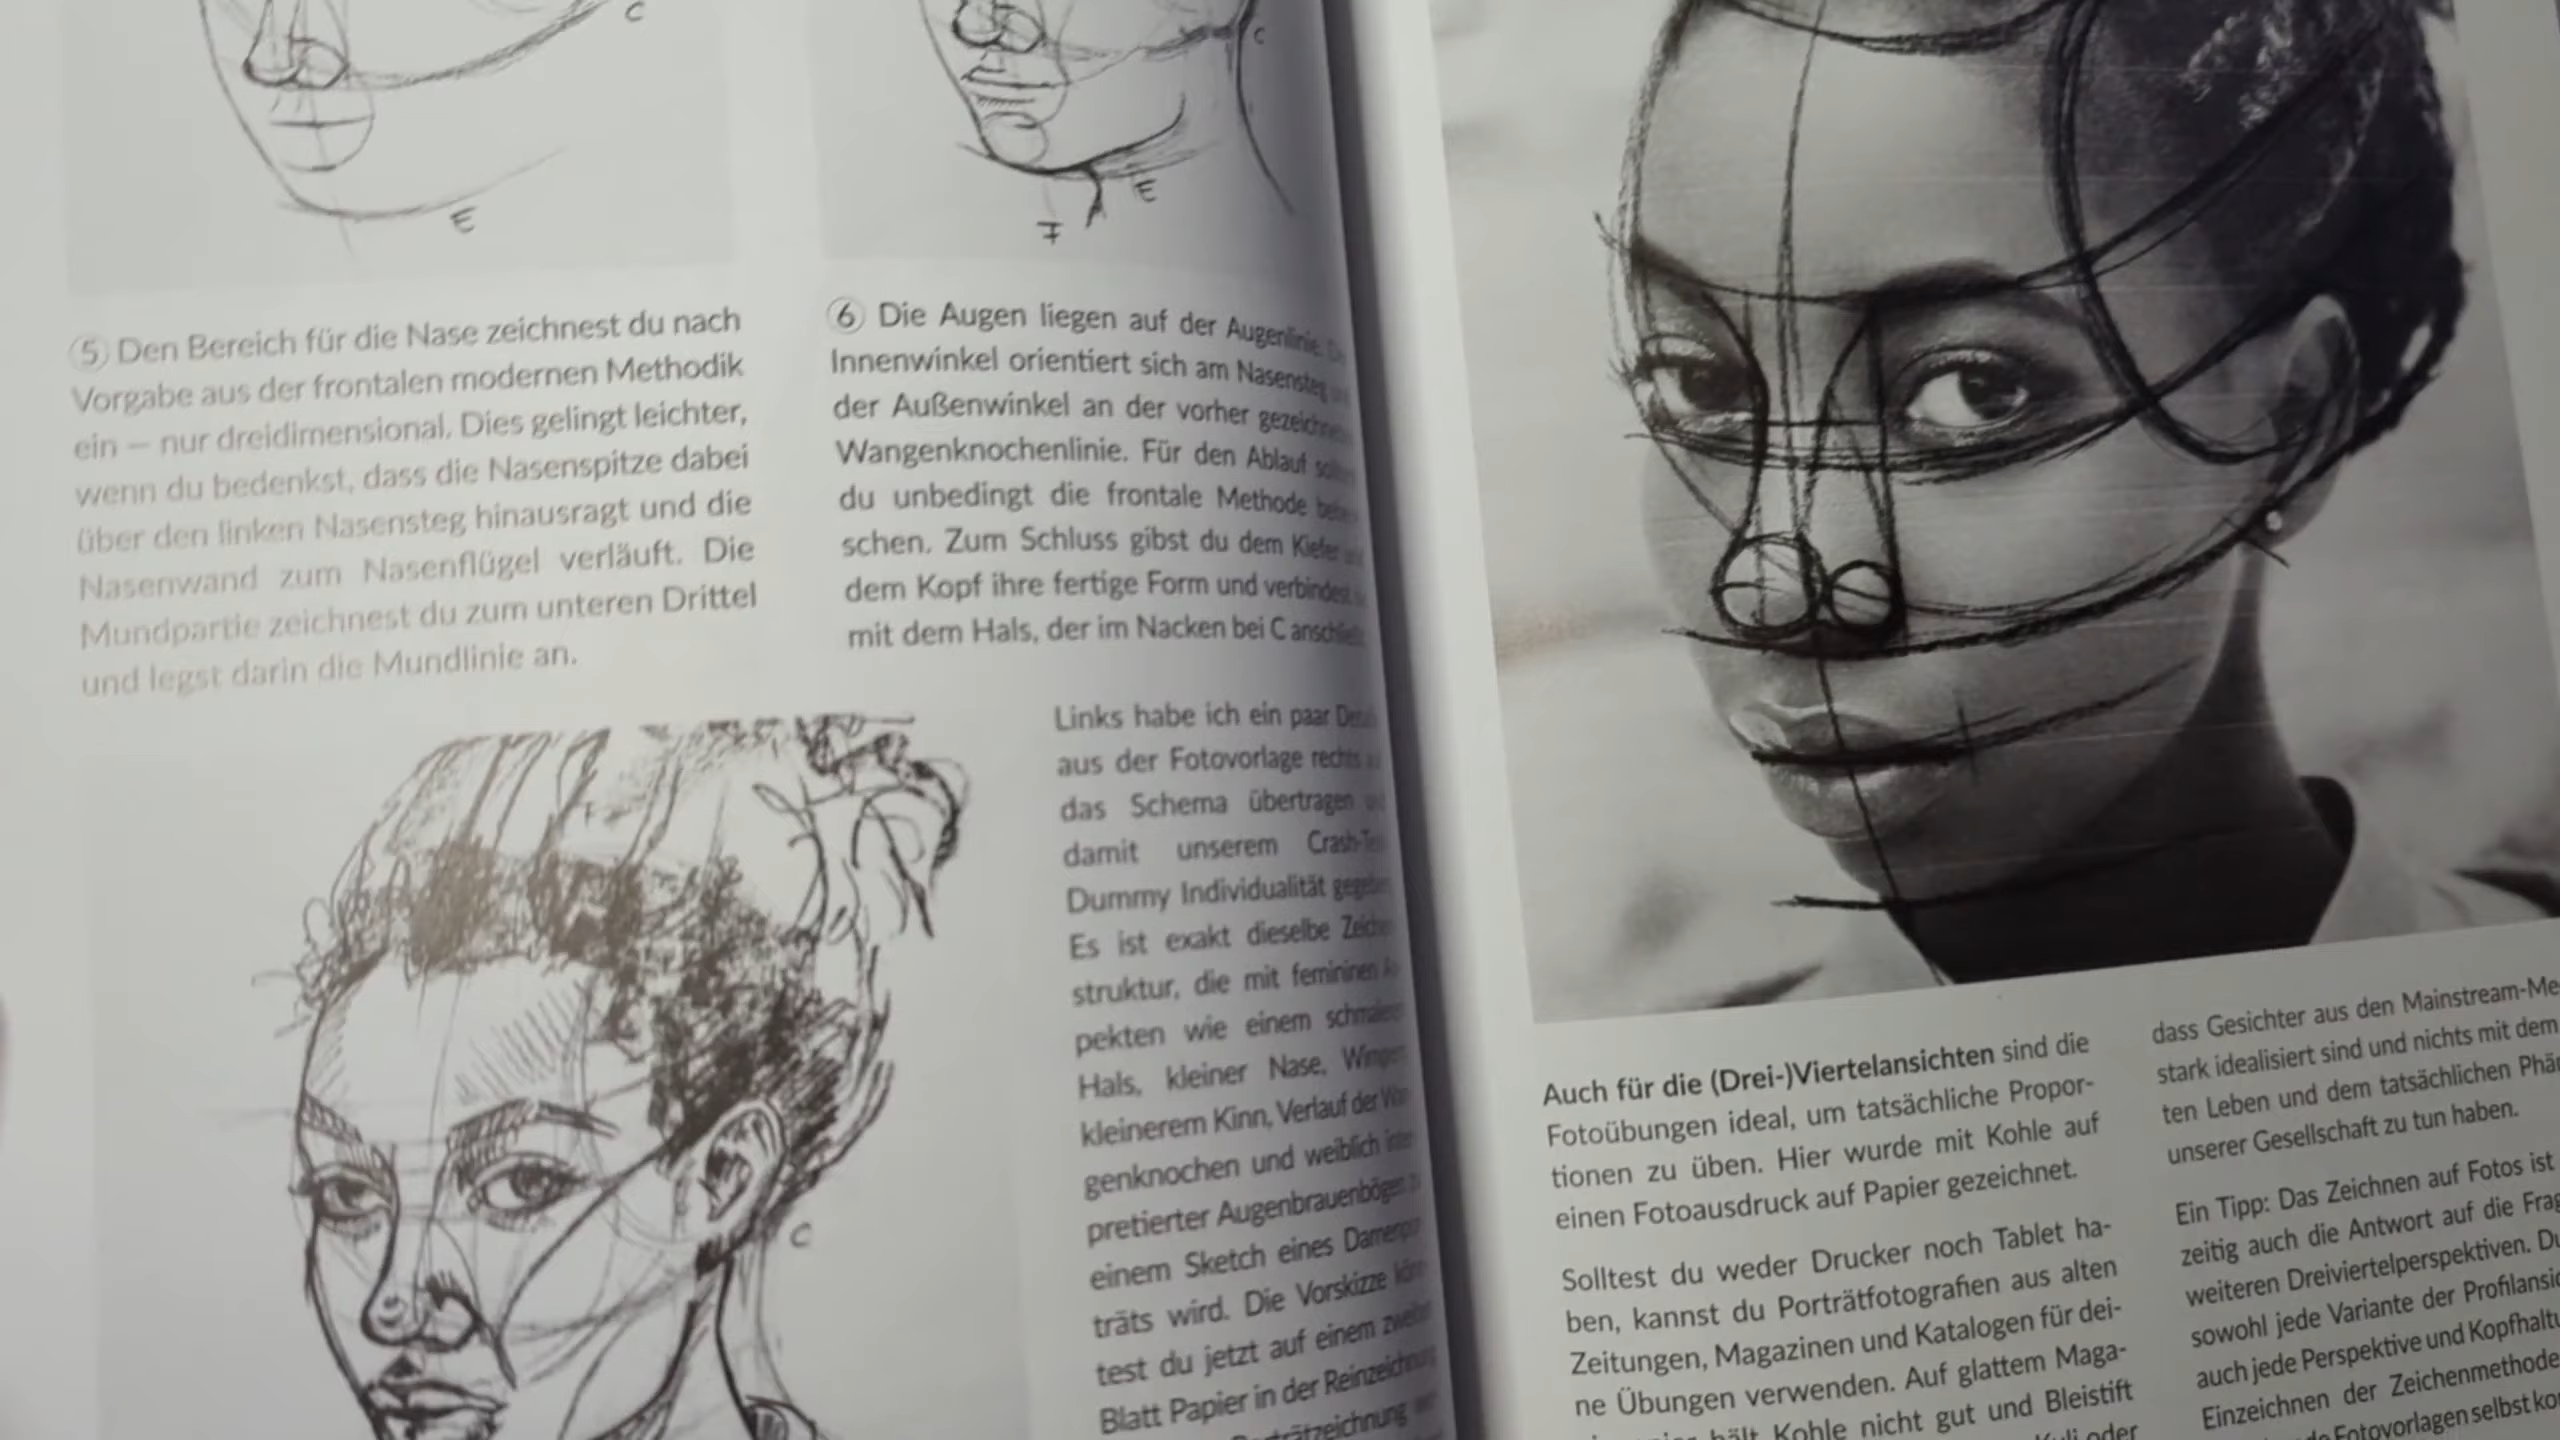 C
E
C
E
F
5 Den Bereich für die Nase zeichnest du nach
Vorgabe aus der frontalen modernen Methodik
ein – nur dreidimensional. Dies gelingt leichter,
wenn du bedenkst, dass die Nasenspitze dabei
über den linken Nasensteg hinausragt und die
Nasenwand zum Nasenflügel verläuft. Die
Mundpartie zeichnest du zum unteren Drittel
und legst darin die Mundlinie an.
6 Die Augen liegen auf der Augenlinie.
Innenwinkel orientiert sich am Nasensteg
der Außenwinkel an der vorher
Wangenknochenlinie. Für den Ablauf
du unbedingt die frontale Methode
schen. Zum Schluss gibst du dem Kiefer
dem Kopf ihre fertige Form und verbindest
mit dem Hals, der im Nacken bei C
Links habe ich ein paar
aus der Fotovorlage rechts
das Schema übertragen
damit unserem
Dummy Individualität
Es ist exakt dieselbe
struktur, die mit femininen
pekten wie einem
Hals, kleiner Nase,
kleinerem Kinn, Verlauf der
genknochen und weiblich
pretierter Augenbrauenbögen
einem Sketch eines
träts wird. Die Vorskizze
test du jetzt auf einem
Blatt Papier in der Reinzeichnung
C
Auch für die (Drei-)Viertelansichten sind die
Fotoübungen ideal, um tatsächliche Propor-
tionen zu üben. Hier wurde mit Kohle auf
einen Fotoausdruck auf Papier gezeichnet.
Solltest du weder Drucker noch Tablet ha-
ben, kannst du Porträtfotografien aus alten
Zeitungen, Magazinen und Katalogen für dei-
ne Übungen verwenden. Auf glattem Maga-
hält Kohle nicht gut und Bleistift
oder
dass Gesichter aus den Mainstream-Me
stark idealisiert sind und nichts mit dem
ten Leben und dem tatsächlichen
unserer Gesellschaft zu tun haben.
Ein Tipp: Das Zeichnen auf Fotos ist
zeitig auch die Antwort auf die
weiteren Dreiviertelperspektiven.
sowohl jede Variante der
auch jede Perspektive und
Einzeichnen der
Fotovorlagen selbst